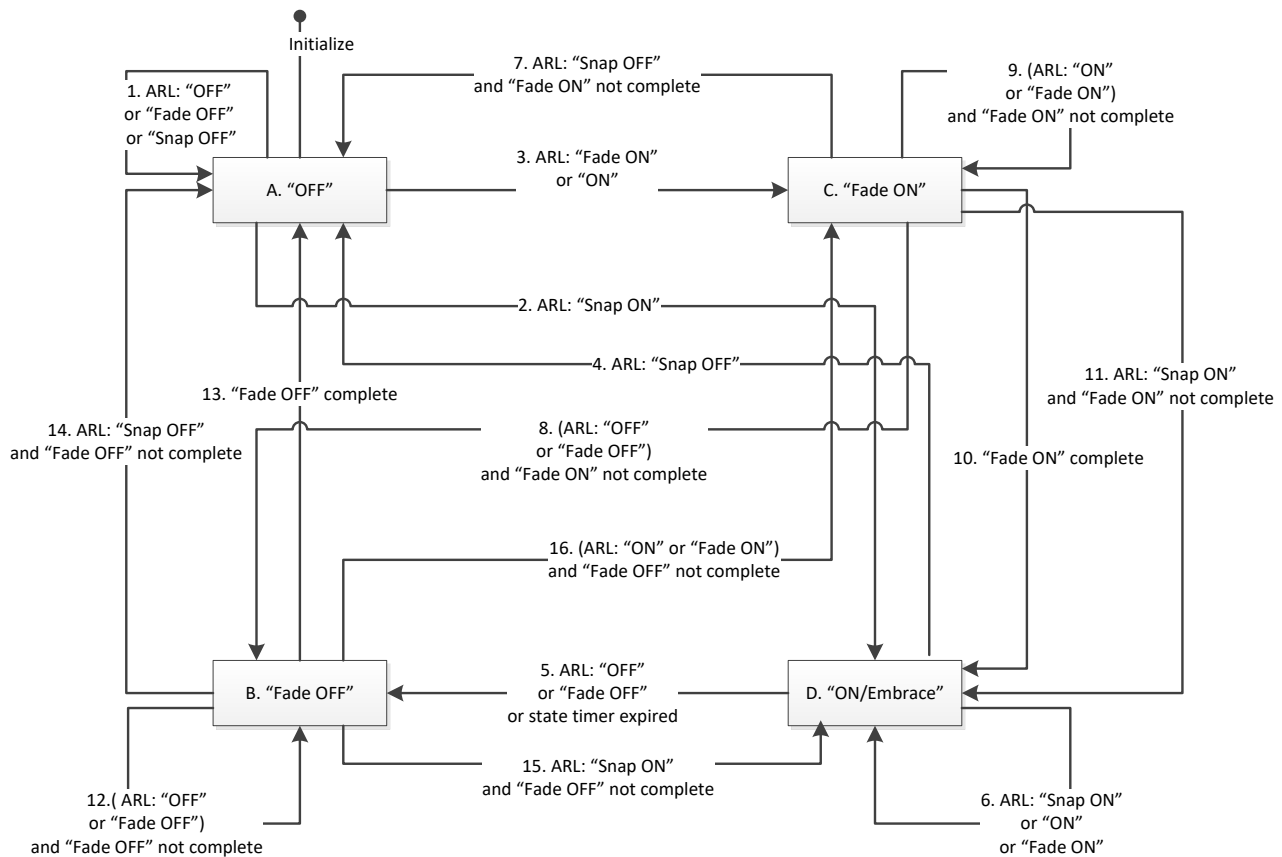 Initialize
1. ARL: “OFF”
or “Fade OFF”
or “Snap OFF”
7. ARL: “Snap OFF”
and “Fade ON” not complete
9. (ARL: “ON”
or “Fade ON”)
and “Fade ON” not complete
3. ARL: “Fade ON”
or “ON”
A. “OFF”
C. “Fade ON”
2. ARL: “Snap ON”
4. ARL: “Snap OFF”
11. ARL: “Snap ON”
and “Fade ON” not complete
13. “Fade OFF” complete
14. ARL: “Snap OFF”
and “Fade OFF” not complete
8. (ARL: “OFF”
or “Fade OFF”)
and “Fade ON” not complete
10. “Fade ON” complete
16. (ARL: “ON” or “Fade ON”)
and “Fade OFF” not complete
B. “Fade OFF”
5. ARL: “OFF”
or “Fade OFF”
or state timer expired
D. “ON/Embrace”
15. ARL: “Snap ON”
and “Fade OFF” not complete
12.( ARL: “OFF”
or “Fade OFF”)
and “Fade OFF” not complete
6. ARL: “Snap ON”
or “ON”
or “Fade ON”